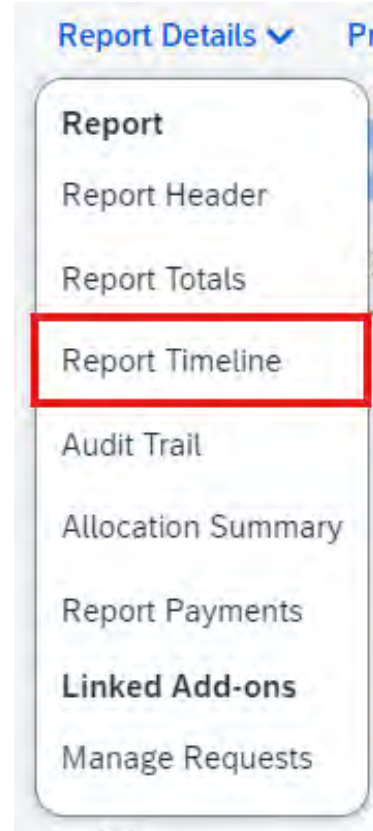 Report Details
Report
Report Header
Report Totals
Report Timeline
Audit Trail
Allocation Summary
Report Payments
Linked Add-ons
Manage Requests